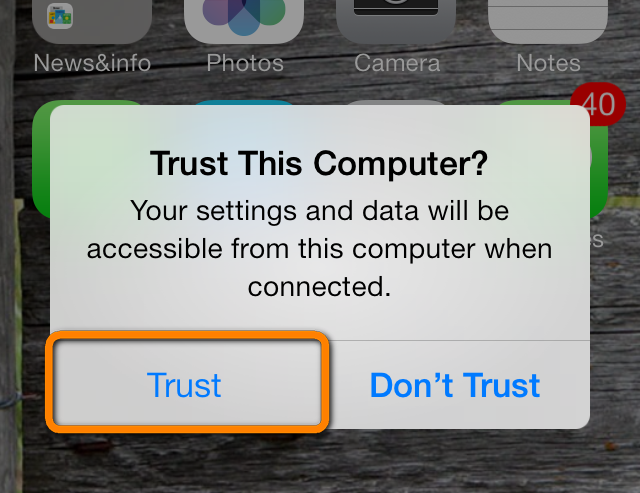 News&info Photos Camera Notes
40
Trust This Computer?
Your settings and data will be
accessible from this computer when
connected.
Trust Don’t Trust